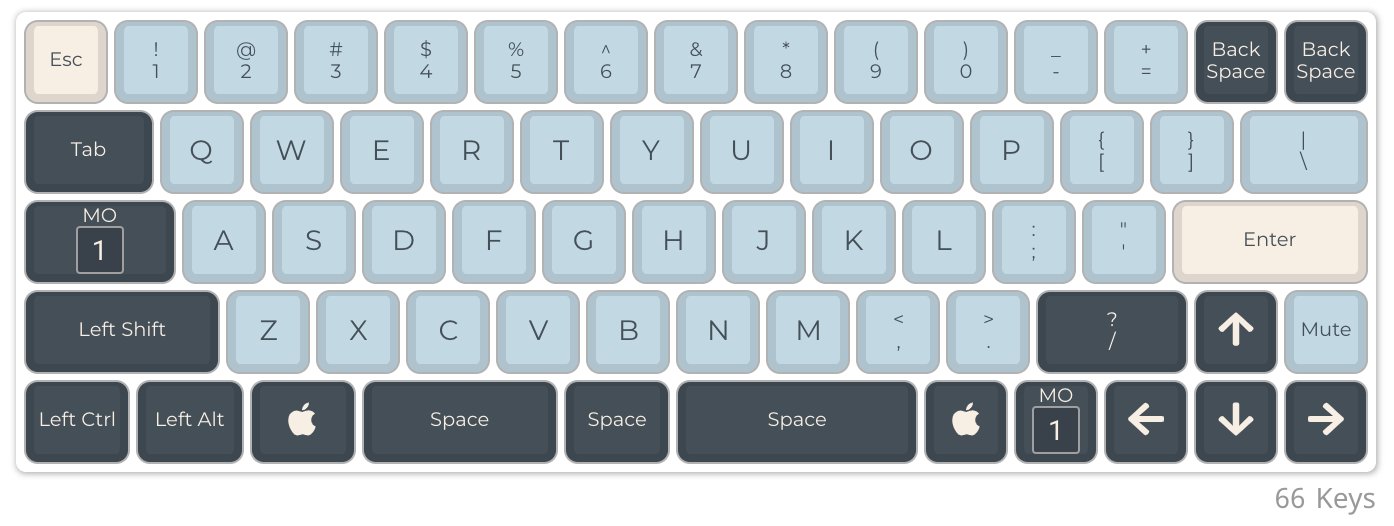 Esc ! @ # $ % ^ & * ( ) _ + Back Back
1 2 3 4 5 6 7 8 9 0 - = Space Space
Tab Q W E R T Y U I O P { } |
[ ] \
MO A S D F G H J K L : " Enter
1 ; '
Left Shift Z X C V B N M < > ? Mute
, . /
Left Ctrl Left Alt Space Space Space MO
1
66 Keys